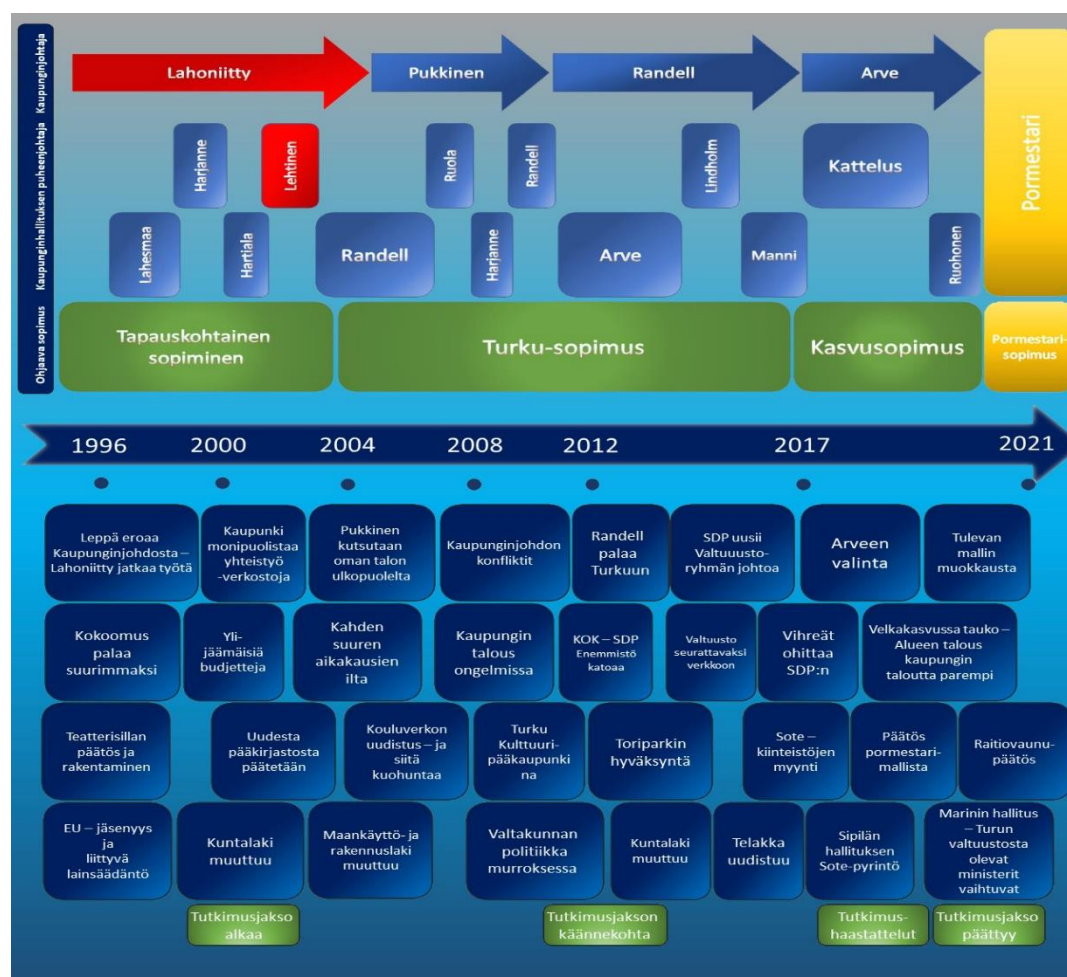 Kaupunginjohtaja
Lahoniitty
Pukkinen
Randell
Arve
Pormestari
Kaupunginhallituksen puheenjohtaja
Harjanne
Lehtinen
Ruola
Randell
Lindholm
Kattelus
Lahesmaa
Hartiala
Randell
Harjanne
Arve
Manni
Ruohonen
Ohjaava sopimus
Tapauskohtainen
sopiminen
Turku-sopimus
Kasvusopimus
Pormestari-
sopimus
1996
2000
2004
2008
2012
2017
2021
Leppä eroaa
Kaupunginjohdosta –
Lahoniitty jatkaa työtä
Kaupunki
monipuolistaa
yhteistyö
-verkostoja
Pukkinen
kutsutaan
oman talon
ulkopuolelta
Kaupunginjohdon
konfliktit
Randell
palaa
Turkuun
SDP uusii
Valtuuusto-
ryhmän johtoa
Arveen
valinta
Tulevan
mallin
muokkausta
Kokoomus
palaa
suurimmaksi
Yli-
jäämäisiä
budjetteja
Kahden
suuren
aikakausien
ilta
Kaupungin
talous
ongelmissa
KOK – SDP
Enemmistö
katoaa
Valtuusto
seurattavaksi
verkkoon
Vihreät
ohittaa
SDP:n
Velkakasvussa tauko –
Alueen talous
kaupungin
taloutta parempi
Teatterisillan
päätös ja
rakentaminen
Uudesta
pääkirjastosta
päätetään
Kouluverkon
uudistus – ja
siitä
kuohuntaa
Turku
Kulttuuri-
pääkaupunki
na
Toriparkin
hyväksyntä
Sote –
kiinteistöjen
myynti
Päätös
pormestari-
mallista
Raitiovaunu-
päätös
EU – jäsenyys
ja
liittyvä
lainsäädäntö
Kuntalaki
muuttuu
Maankäyttö- ja
rakennuslaki
muuttuu
Valtakunnan
politiikka
murroksessa
Kuntalaki
muuttuu
Telakka
uudistuu
Sipilän
hallituksen
Sote-pyrintö
Marinin hallitus
– Turun
valtuustosta
olevat
ministerit
vaihtuvat
Tutkimusjakso
alkaa
Tutkimusjakson
käännekohta
Tutkimus-
haastattelut
Tutkimusjakso
päättyy